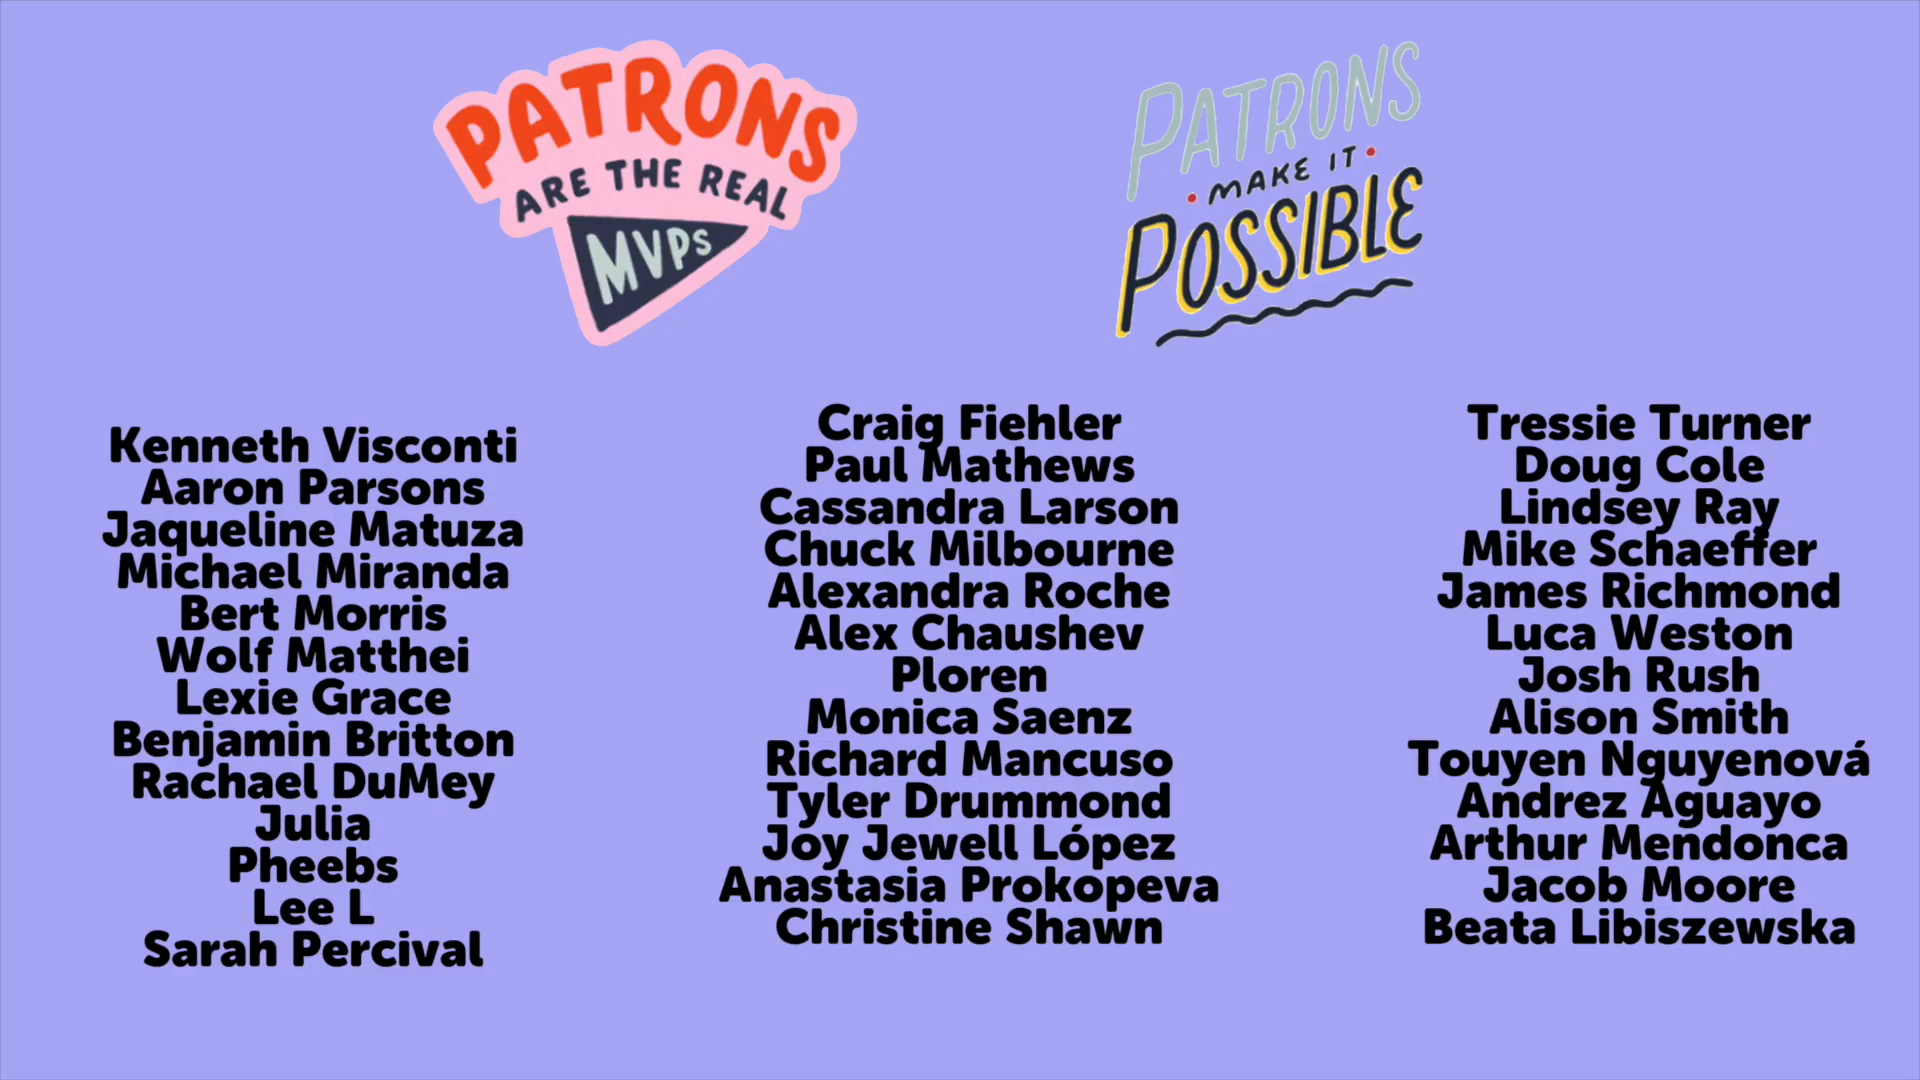 PATRONS
ARE THE REAL
MVPs
PATRONS
MAKE IT
POSSIBLE
Kenneth Visconti
Aaron Parsons
Jaqueline Matuza
Michael Miranda
Bert Morris
Wolf Matthei
Lexie Grace
Benjamin Britton
Rachael DuMey
Julia
Pheebs
Lee L
Sarah Percival
Craig Fiehler
Paul Mathews
Cassandra Larson
Chuck Milbourne
Alexandra Roche
Alex Chaushev
Ploren
Monica Saenz
Richard Mancuso
Tyler Drummond
Joy Jewell López
Anastasia Prokopeva
Christine Shawn
Tressie Turner
Doug Cole
Lindsey Ray
Mike Schaeffer
James Richmond
Luca Weston
Josh Rush
Alison Smith
Touyen Nguyenová
Andrez Aguayo
Arthur Mendonca
Jacob Moore
Beata Libiszewska